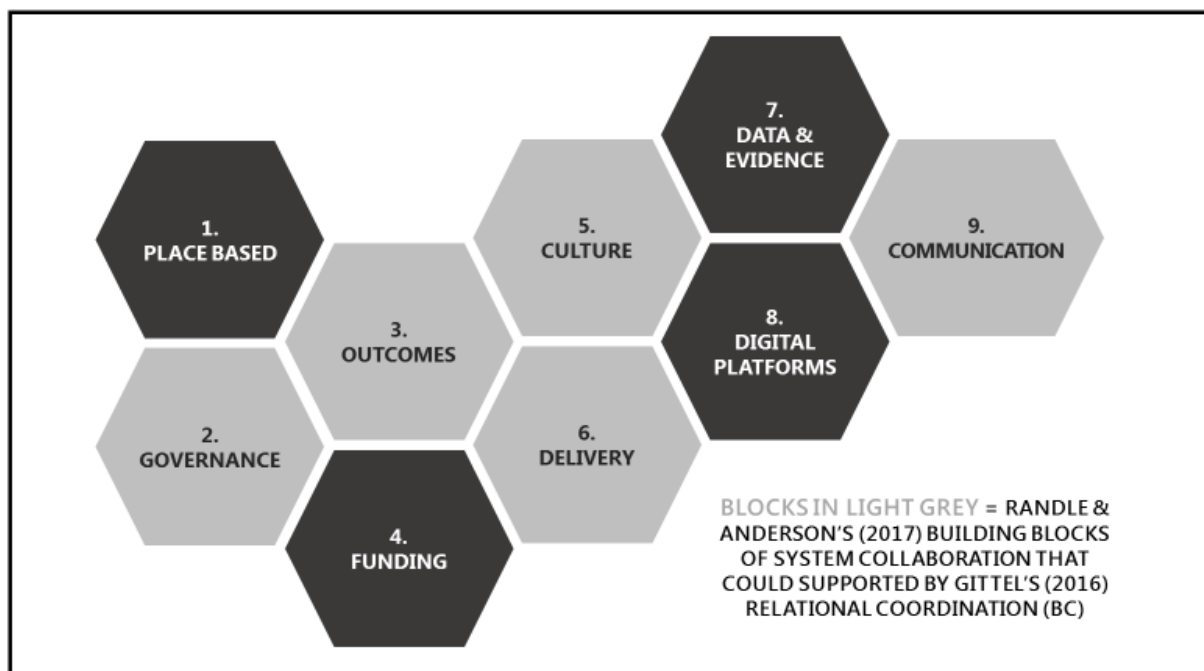 1.
PLACE BASED
2.
GOVERNANCE
3.
OUTCOMES
4.
FUNDING
5.
CULTURE
6.
DELIVERY
7.
DATA &
EVIDENCE
8.
DIGITAL
PLATFORMS
9.
COMMUNICATION
BLOCKS IN LIGHT GREY = RANDLE &
ANDERSON’S (2017) BUILDING BLOCKS
OF SYSTEM COLLABORATION THAT
COULD SUPPORTED BY GITTEL’S (2016)
RELATIONAL COORDINATION (BC)